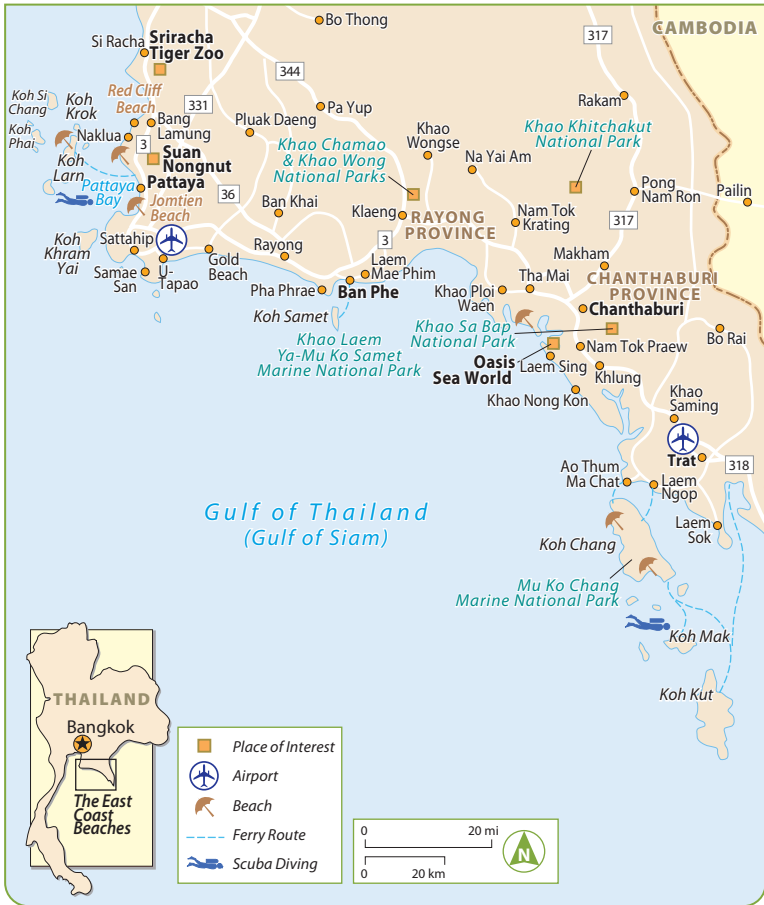 Bo Thong
317
CAMBODIA
Si Racha
Sriracha
Tiger Zoo
344
Koh Si
Chang
Koh
Krok
Red Cliff
Beach
331
Pa Yup
Rakam
Koh
Phai
Naklua
Bang
Lamung
Pluak Daeng
Khao
Wongse
Khao Khitchakut
National Park
3
Khao Chamao
& Khao Wong
National Parks
Na Yai Am
Koh
Larn
Suan
Nongnut
Pattaya
Pattaya
Bay
Jomtien
Beach
36
Ban Khai
Klaeng
RAYONG
PROVINCE
Nam Tok
Krating
Pong
Nam Ron
Pailin
317
Koh
Khram
Yai
Sattahip
Samae
San
U-
Tapao
Gold
Beach
Rayong
3
Laem
Mae Phim
Makham
Tha Mai
CHANTHABURI
PROVINCE
Pha Phrae
Ban Phe
Khao Ploi
Waen
Chanthaburi
Koh Samet
Khao Laem
Ya-Mu Ko Samet
Marine National Park
Khao Sa Bap
National Park
Bo Rai
Nam Tok Praew
Oasis
Sea World
Laem Sing
Khlung
Khao Nong Kon
Khao
Saming
Trat
318
Ao Thum
Ma Chat
Laem
Ngop
Gulf of Thailand
(Gulf of Siam)
Laem
Sok
Koh Chang
Mu Ko Chang
Marine National Park
Koh Mak
Koh Kut
THAILAND
Bangkok
The East
Coast
Beaches
Place of Interest
Airport
Beach
Ferry Route
Scuba Diving
0 20 mi
0 20 km
N